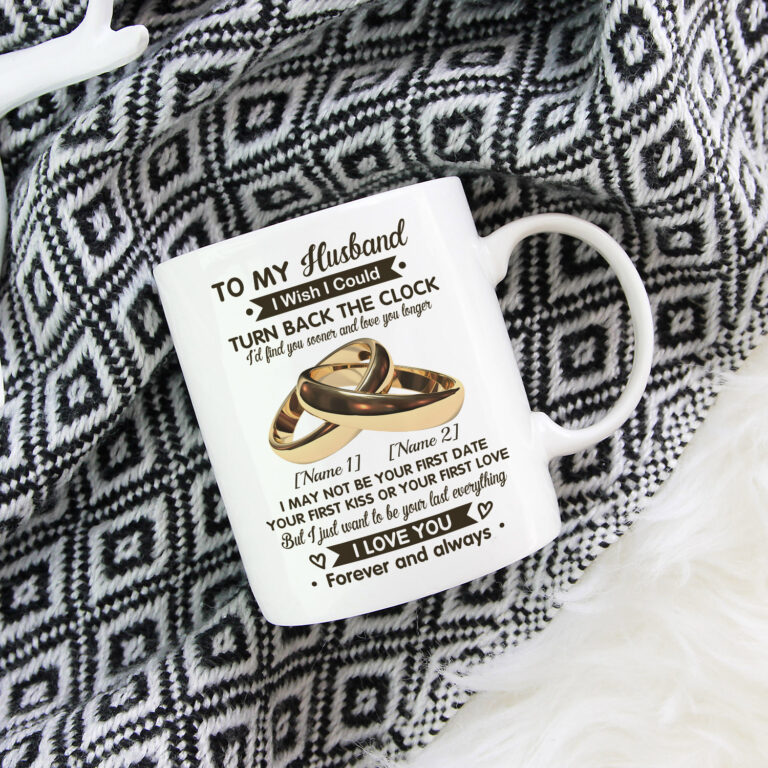 TO MY Husband
• I Wish I Could •
TURN BACK THE CLOCK
I'd find you sooner and love you longer
[Name 1] [Name 2]
I MAY NOT BE YOUR FIRST DATE
YOUR FIRST KISS OR YOUR FIRST LOVE
But I just want to be your last everything
I LOVE YOU
• Forever and always •